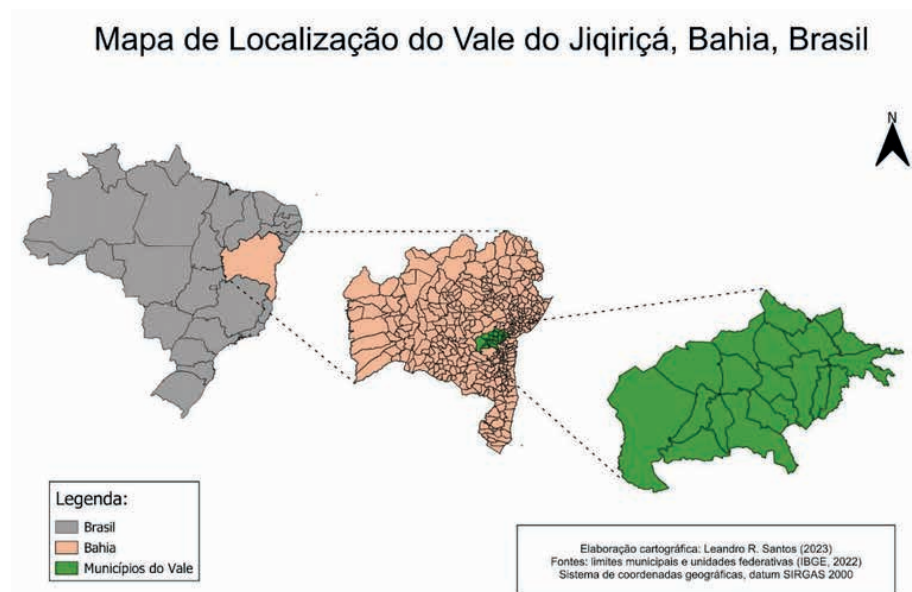 Mapa de Localização do Vale do Jiqiriçá, Bahia, Brasil
N
Legenda:
Brasil
Bahia
Municípios do Vale
Elaboração cartográfica: Leandro R. Santos (2023)
Fontes: limites municipais e unidades federativas (IBGE, 2022)
Sistema de coordenadas geográficas, datum SIRGAS 2000